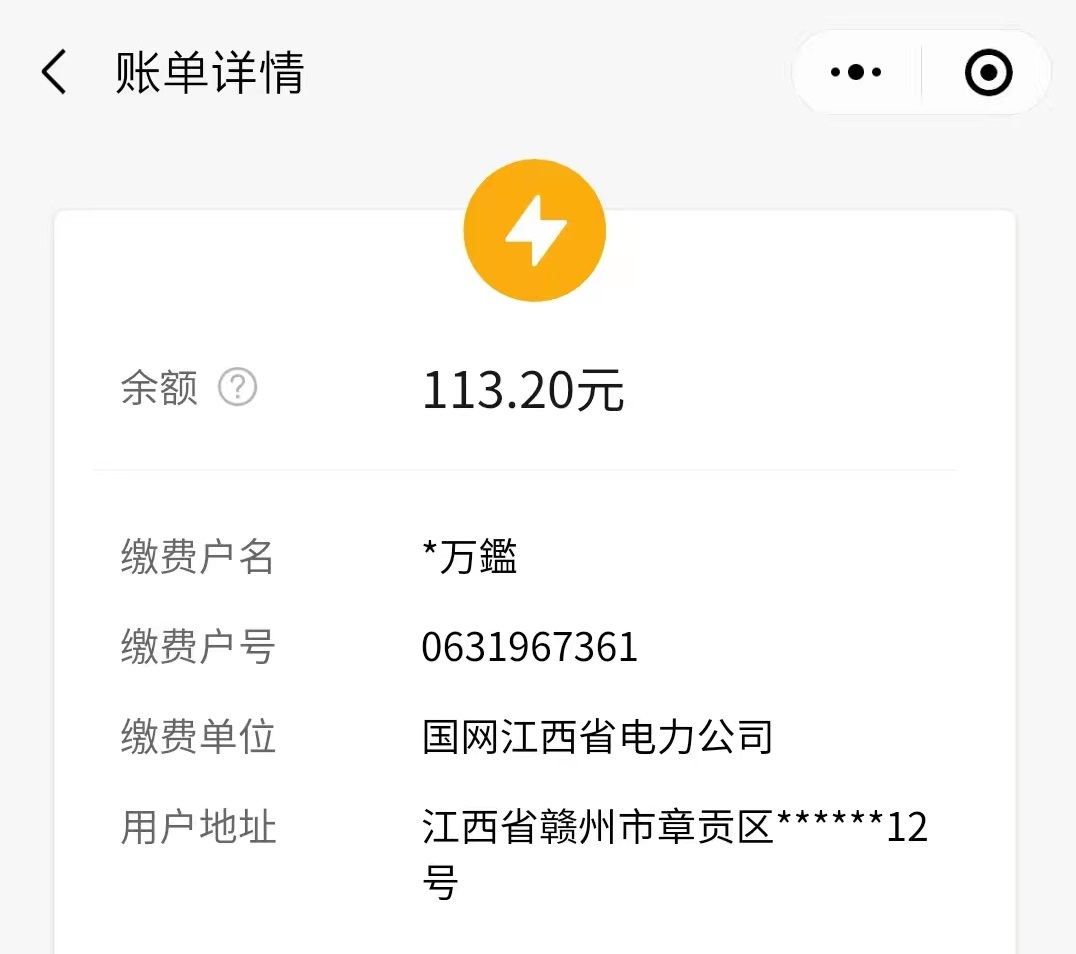 账单详情
余额 ?
113.20元
缴费户名 *万鑑
缴费户号 0631967361
缴费单位 国网江西省电力公司
用户地址 江西省赣州市章贡区******12
号